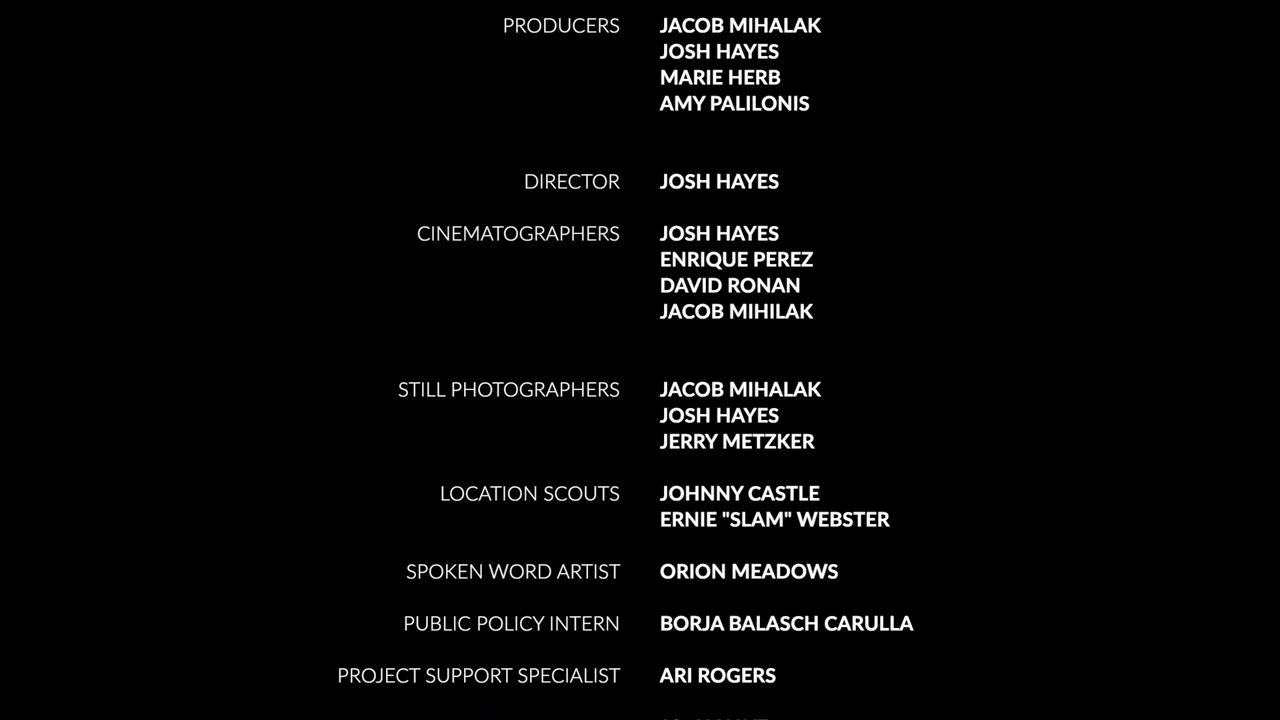 PRODUCERS JACOB MIHALAK
JOSH HAYES
MARIE HERB
AMY PALILONIS
DIRECTOR JOSH HAYES
CINEMATOGRAPHERS JOSH HAYES
ENRIQUE PEREZ
DAVID RONAN
JACOB MIHILAK
STILL PHOTOGRAPHERS JACOB MIHALAK
JOSH HAYES
JERRY METZKER
LOCATION SCOUTS JOHNNY CASTLE
ERNIE "SLAM" WEBSTER
SPOKEN WORD ARTIST ORION MEADOWS
PUBLIC POLICY INTERN BORJA BALASCH CARULLA
PROJECT SUPPORT SPECIALIST ARI ROGERS